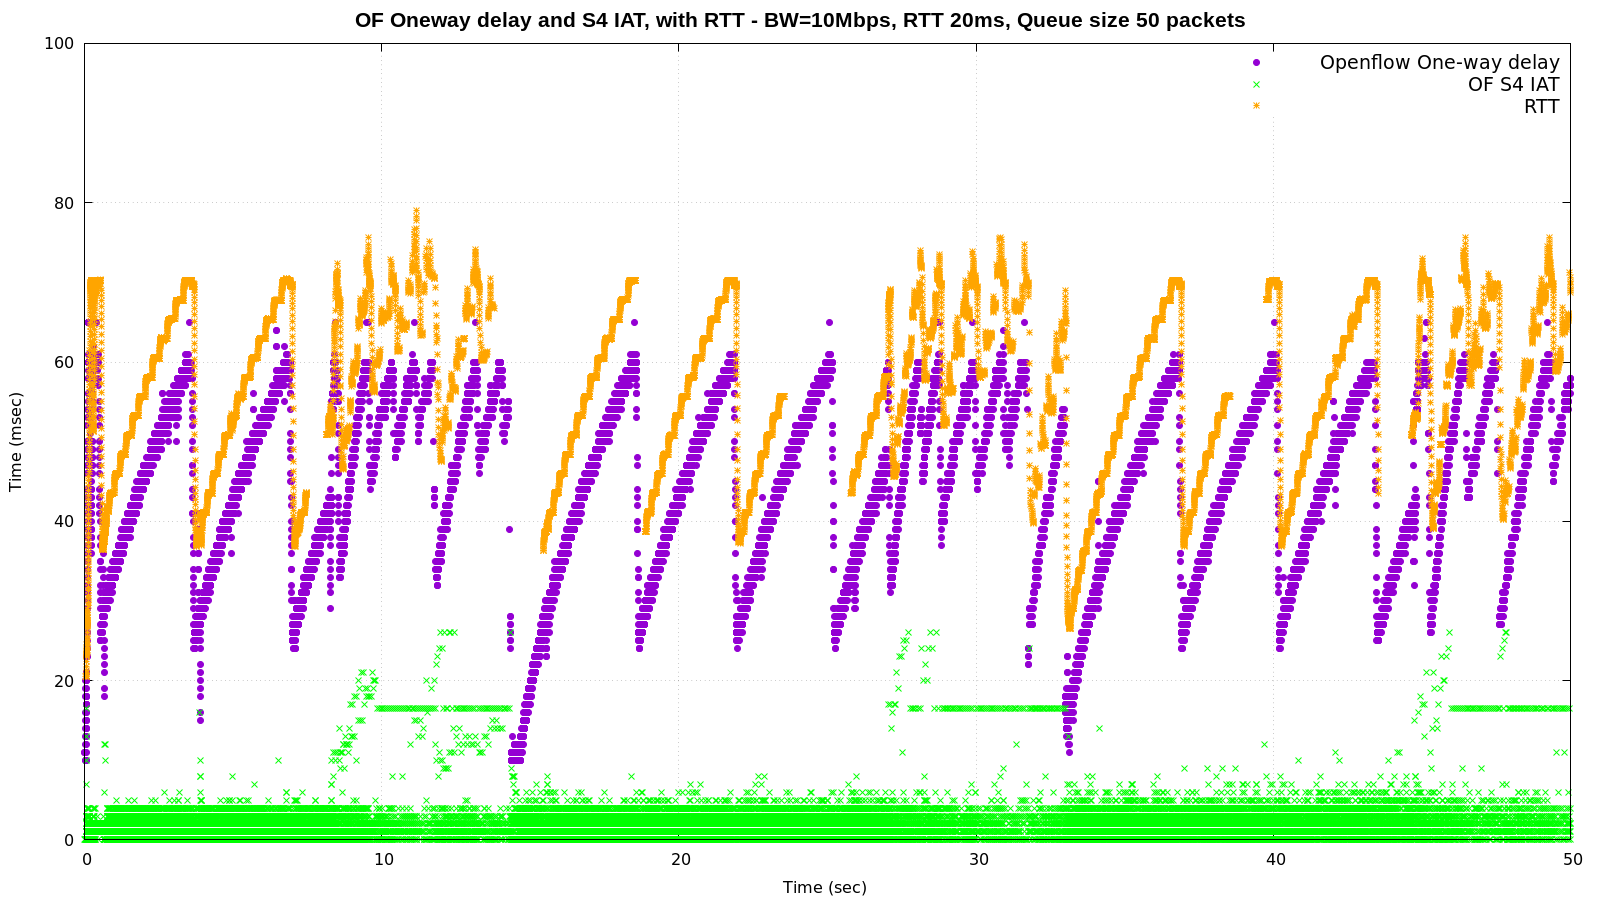 OF Oneway delay and S4 IAT, with RTT - BW=10Mbps, RTT 20ms, Queue size 50 packets
100
Openflow One-way delay
OF S4 IAT
RTT
80
60
Time (msec)
40
20
0
0 10 20 30 40 50
Time (sec)